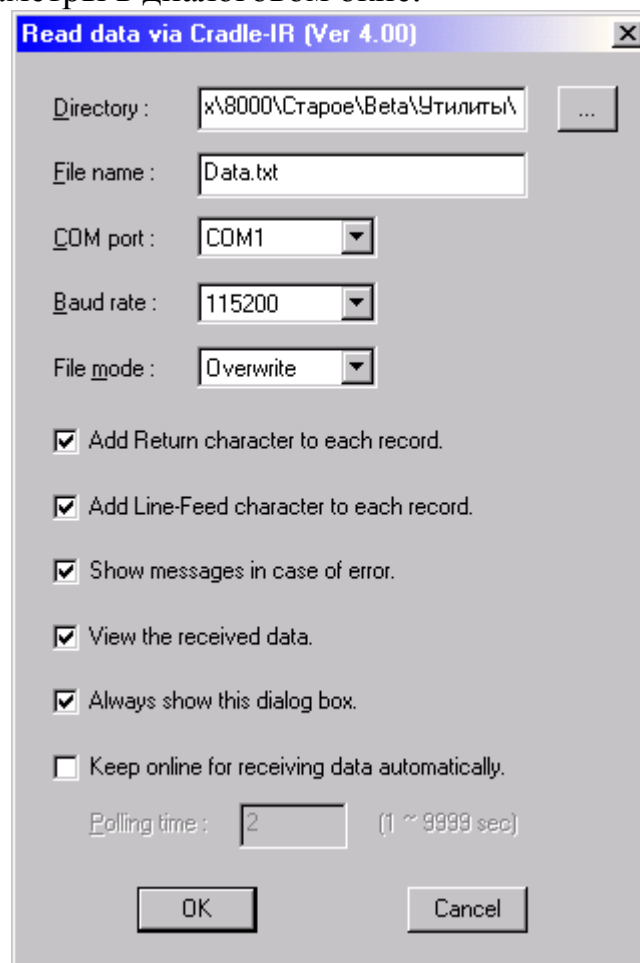 метры в диалоговом окне.
Read data via Cradle-IR (Ver 4.00)
Directory : x\8000\Старое\Beta\Утилиты\ ...
File name : Data.txt
COM port : COM1
Baud rate : 115200
File mode : Overwrite
Add Return character to each record.
Add Line-Feed character to each record.
Show messages in case of error.
View the received data.
Always show this dialog box.
Keep online for receiving data automatically.
Polling time : 2 (1 ~ 9999 sec)
OK Cancel